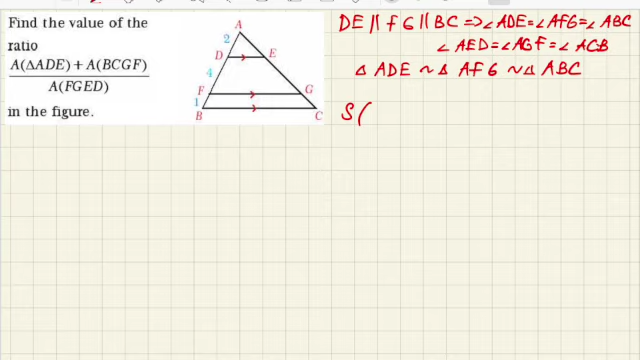 Find the value of the
ratio
A(ΔADE) + A(BCGF)
A(FGED)
in the figure.
A
2
D
E
4
F
G
1
B
C
DE || FG || BC => ∠ADE=∠AFG=∠ABC
∠AED=∠AGF=∠ACB
Δ ADE ~ Δ AFG ~ Δ ABC
S(